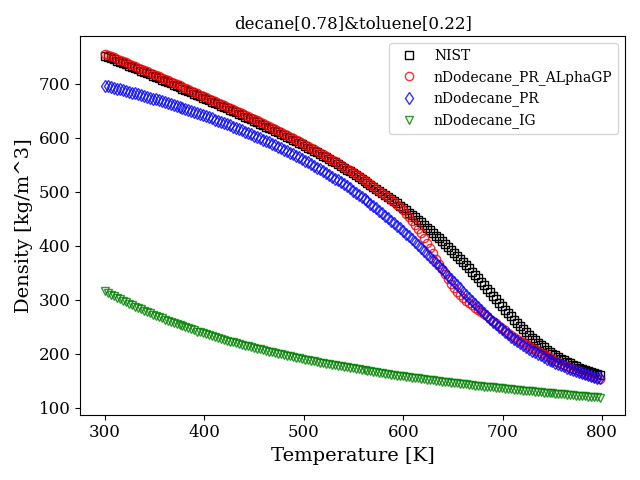 decane[0.78]&toluene[0.22]
NIST
nDodecane_PR_ALphaGP
nDodecane_PR
nDodecane_IG
Density [kg/m^3]
700
600
500
400
300
200
100
300 400 500 600 700 800
Temperature [K]